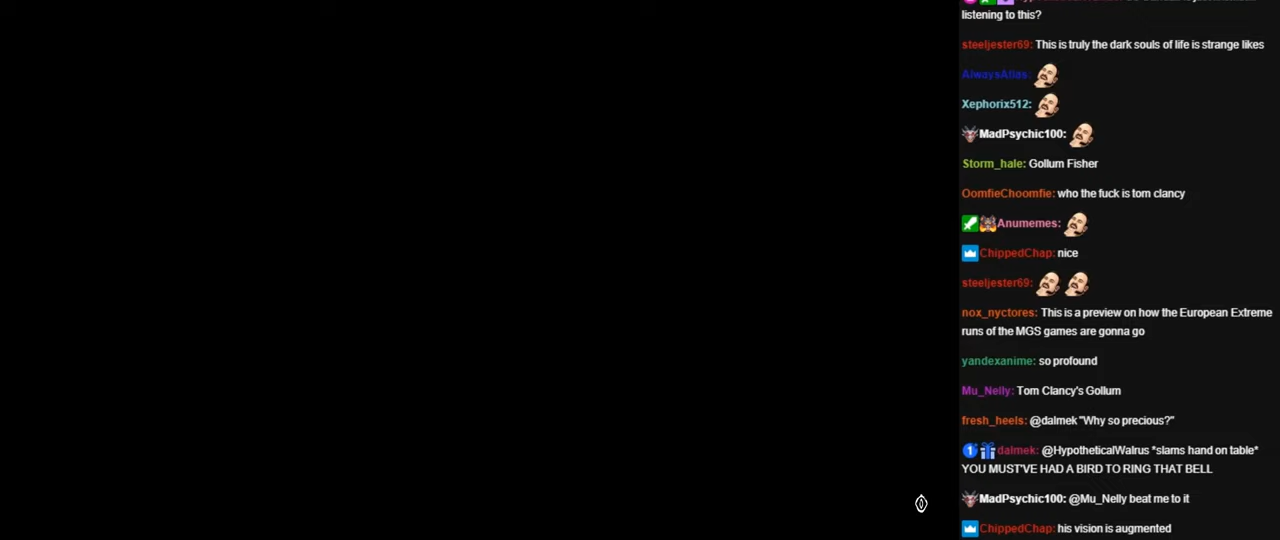 listening to this?
steeljester69: This is truly the dark souls of life is strange likes
AlwaysAtlas:
Xephorix512:
MadPsychic100:
Storm_hale: Gollum Fisher
OomfieChoomfie: who the fuck is tom clancy
Anumemes:
ChippedChap: nice
steeljester69:
nox_nyctores: This is a preview on how the European Extreme
runs of the MGS games are gonna go
yandexanime: so profound
Mu_Nelly: Tom Clancy's Gollum
fresh_heels: @dalmek "Why so precious?"
1 dalmek: @HypotheticalWalrus *slams hand on table*
YOU MUST'VE HAD A BIRD TO RING THAT BELL
MadPsychic100: @Mu_Nelly beat me to it
ChippedChap: his vision is augmented